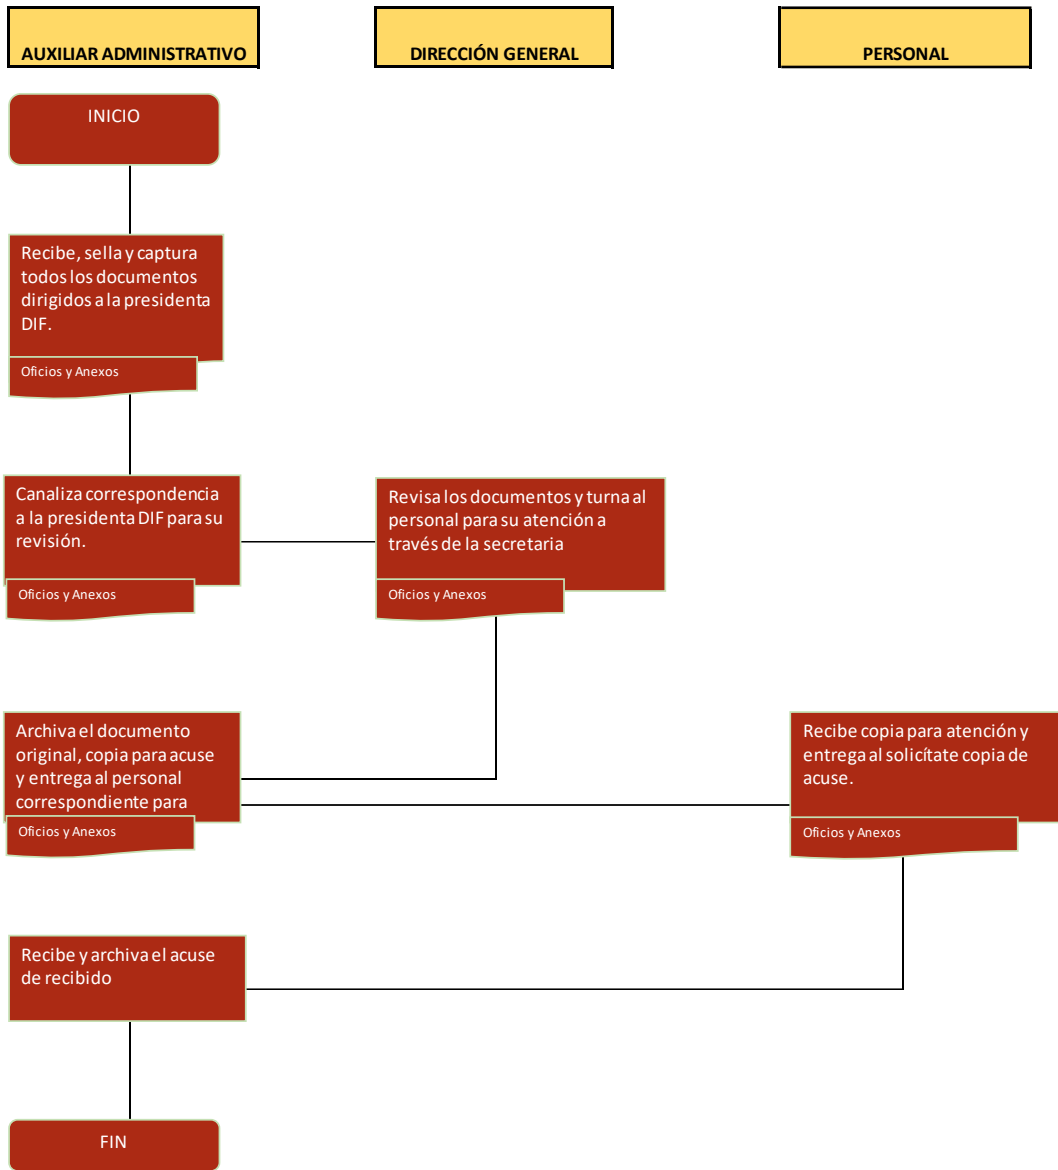 AUXILIAR ADMINISTRATIVO
DIRECCIÓN GENERAL
PERSONAL
INICIO
Recibe, sella y captura
todos los documentos
dirigidos a la presidenta
DIF.
Oficios y Anexos
Canaliza correspondencia
a la presidenta DIF para su
revisión.
Oficios y Anexos
Revisa los documentos y turna al
personal para su atención a
través de la secretaria
Oficios y Anexos
Archiva el documento
original, copia para acuse
y entrega al personal
correspondiente para
Oficios y Anexos
Recibe copia para atención y
entrega al solicítate copia de
acuse.
Oficios y Anexos
Recibe y archiva el acuse
de recibido
FIN